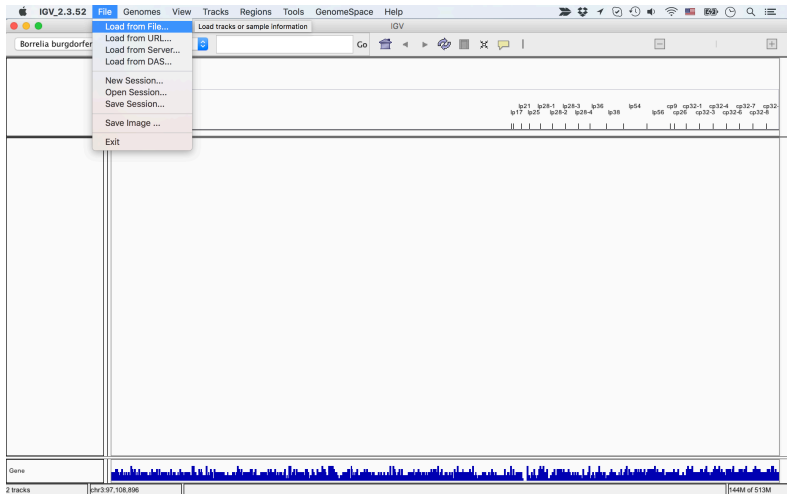 IGV_2.3.52 File Genomes View Tracks Regions Tools GenomeSpace Help
IGV
Load from File...
Load tracks or sample information
Load from URL...
Load from Server...
Load from DAS...
New Session...
Open Session...
Save Session...
Save Image ...
Exit
Borrelia burgdorfer
Go
lp21 lp28-1 lp28-3 lp36 lp54 cp9 cp32-1 cp32-4 cp32-7 cp32-
lp17 lp25 lp28-2 lp28-4 lp38 lp56 cp26 cp32-3 cp32-6 cp32-8
Gene
2 tracks chr3:97,108,896 144M of 513M